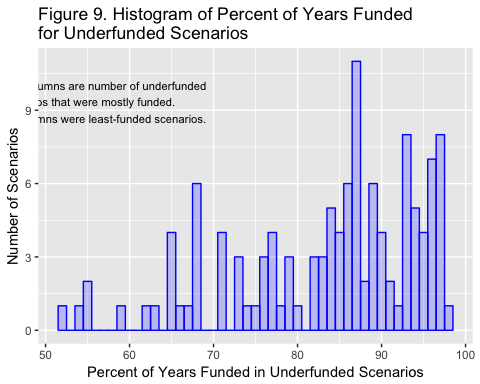 Figure 9. Histogram of Percent of Years Funded
for Underfunded Scenarios
umns are number of underfunded
os that were mostly funded.
mns were least-funded scenarios.
9
6
3
0
Number of Scenarios
50 60 70 80 90 100
Percent of Years Funded in Underfunded Scenarios